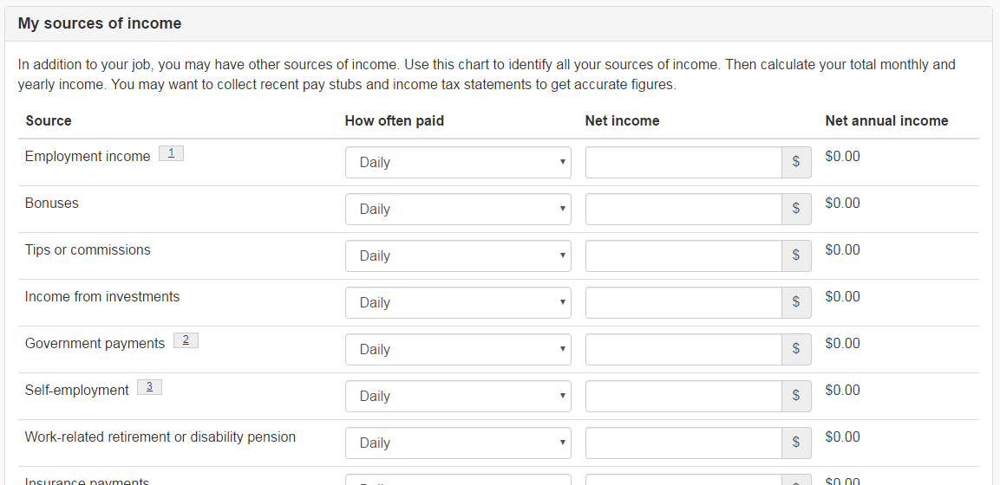 My sources of income
In addition to your job, you may have other sources of income. Use this chart to identify all your sources of income. Then calculate your total monthly and
yearly income. You may want to collect recent pay stubs and income tax statements to get accurate figures.
Source How often paid Net income Net annual income
Employment income 1 Daily $ $0.00
Bonuses Daily $ $0.00
Tips or commissions Daily $ $0.00
Income from investments Daily $ $0.00
Government payments 2 Daily $ $0.00
Self-employment 3 Daily $ $0.00
Work-related retirement or disability pension Daily $ $0.00
Insurance payments $0.00